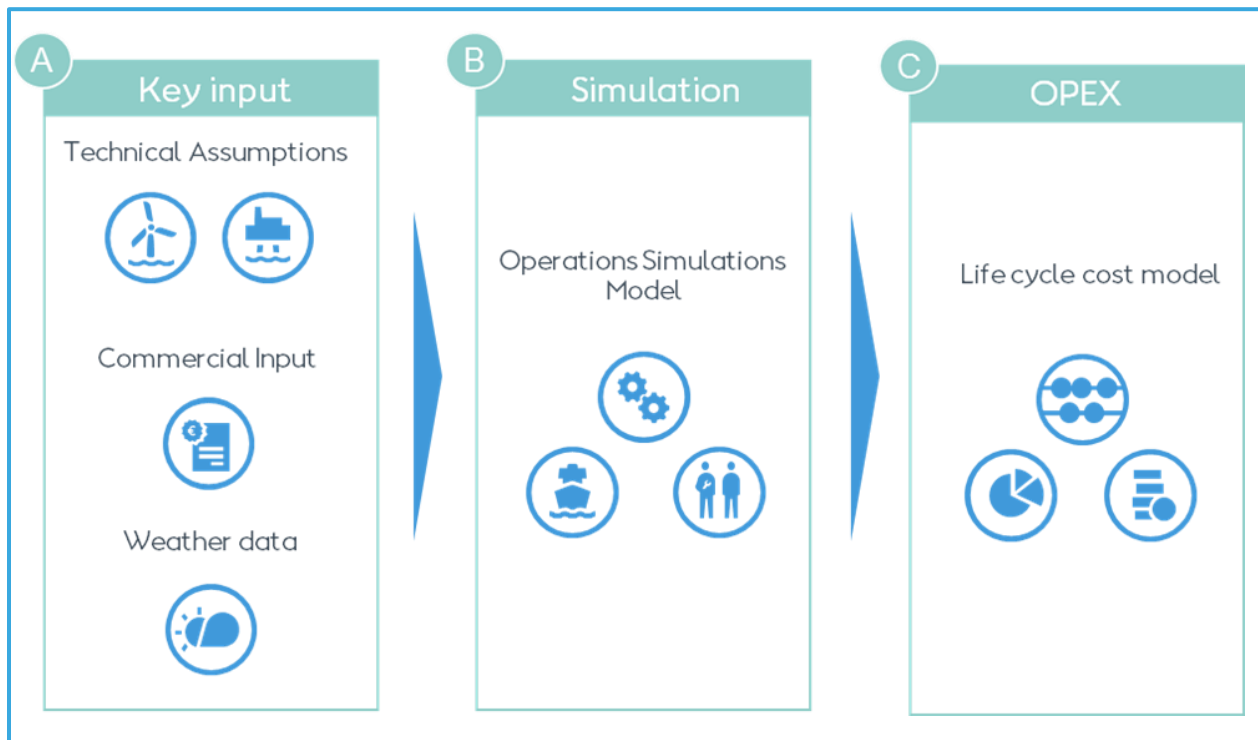 A
Key input
Technical Assumptions
Commercial Input
€
Weather data
B
Simulation
Operations Simulations
Model
C
OPEX
Life cycle cost model